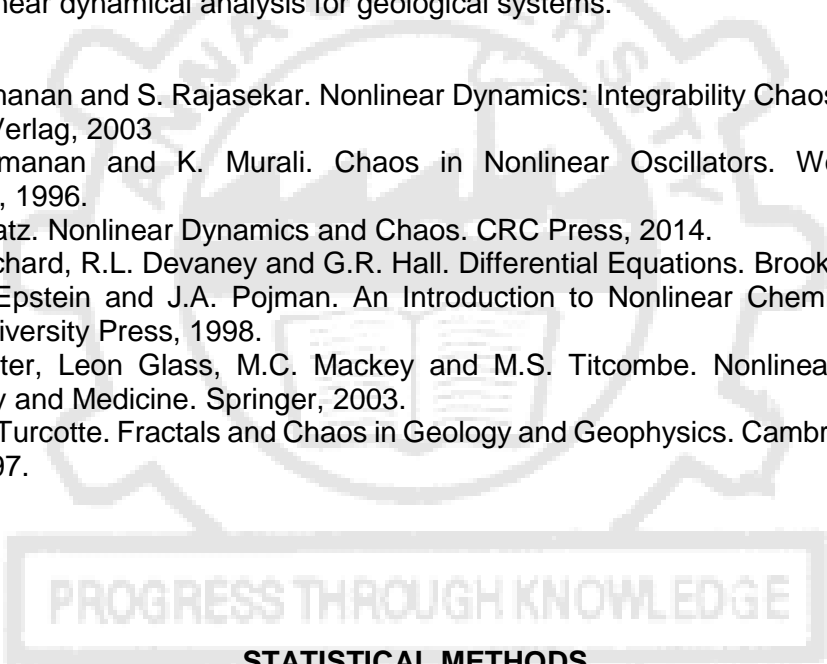 near dynamical analysis for geological systems.
manan and S. Rajasekar. Nonlinear Dynamics: Integrability Chaos
Verlag, 2003
manan and K. Murali. Chaos in Nonlinear Oscillators. Wo
, 1996.
atz. Nonlinear Dynamics and Chaos. CRC Press, 2014.
chard, R.L. Devaney and G.R. Hall. Differential Equations. Brook
Epstein and J.A. Pojman. An Introduction to Nonlinear Chem
iversity Press, 1998.
ter, Leon Glass, M.C. Mackey and M.S. Titcombe. Nonlinea
y and Medicine. Springer, 2003.
Turcotte. Fractals and Chaos in Geology and Geophysics. Cambr
97.
PROGRESS THROUGH KNOWLEDGE
STATISTICAL METHODS